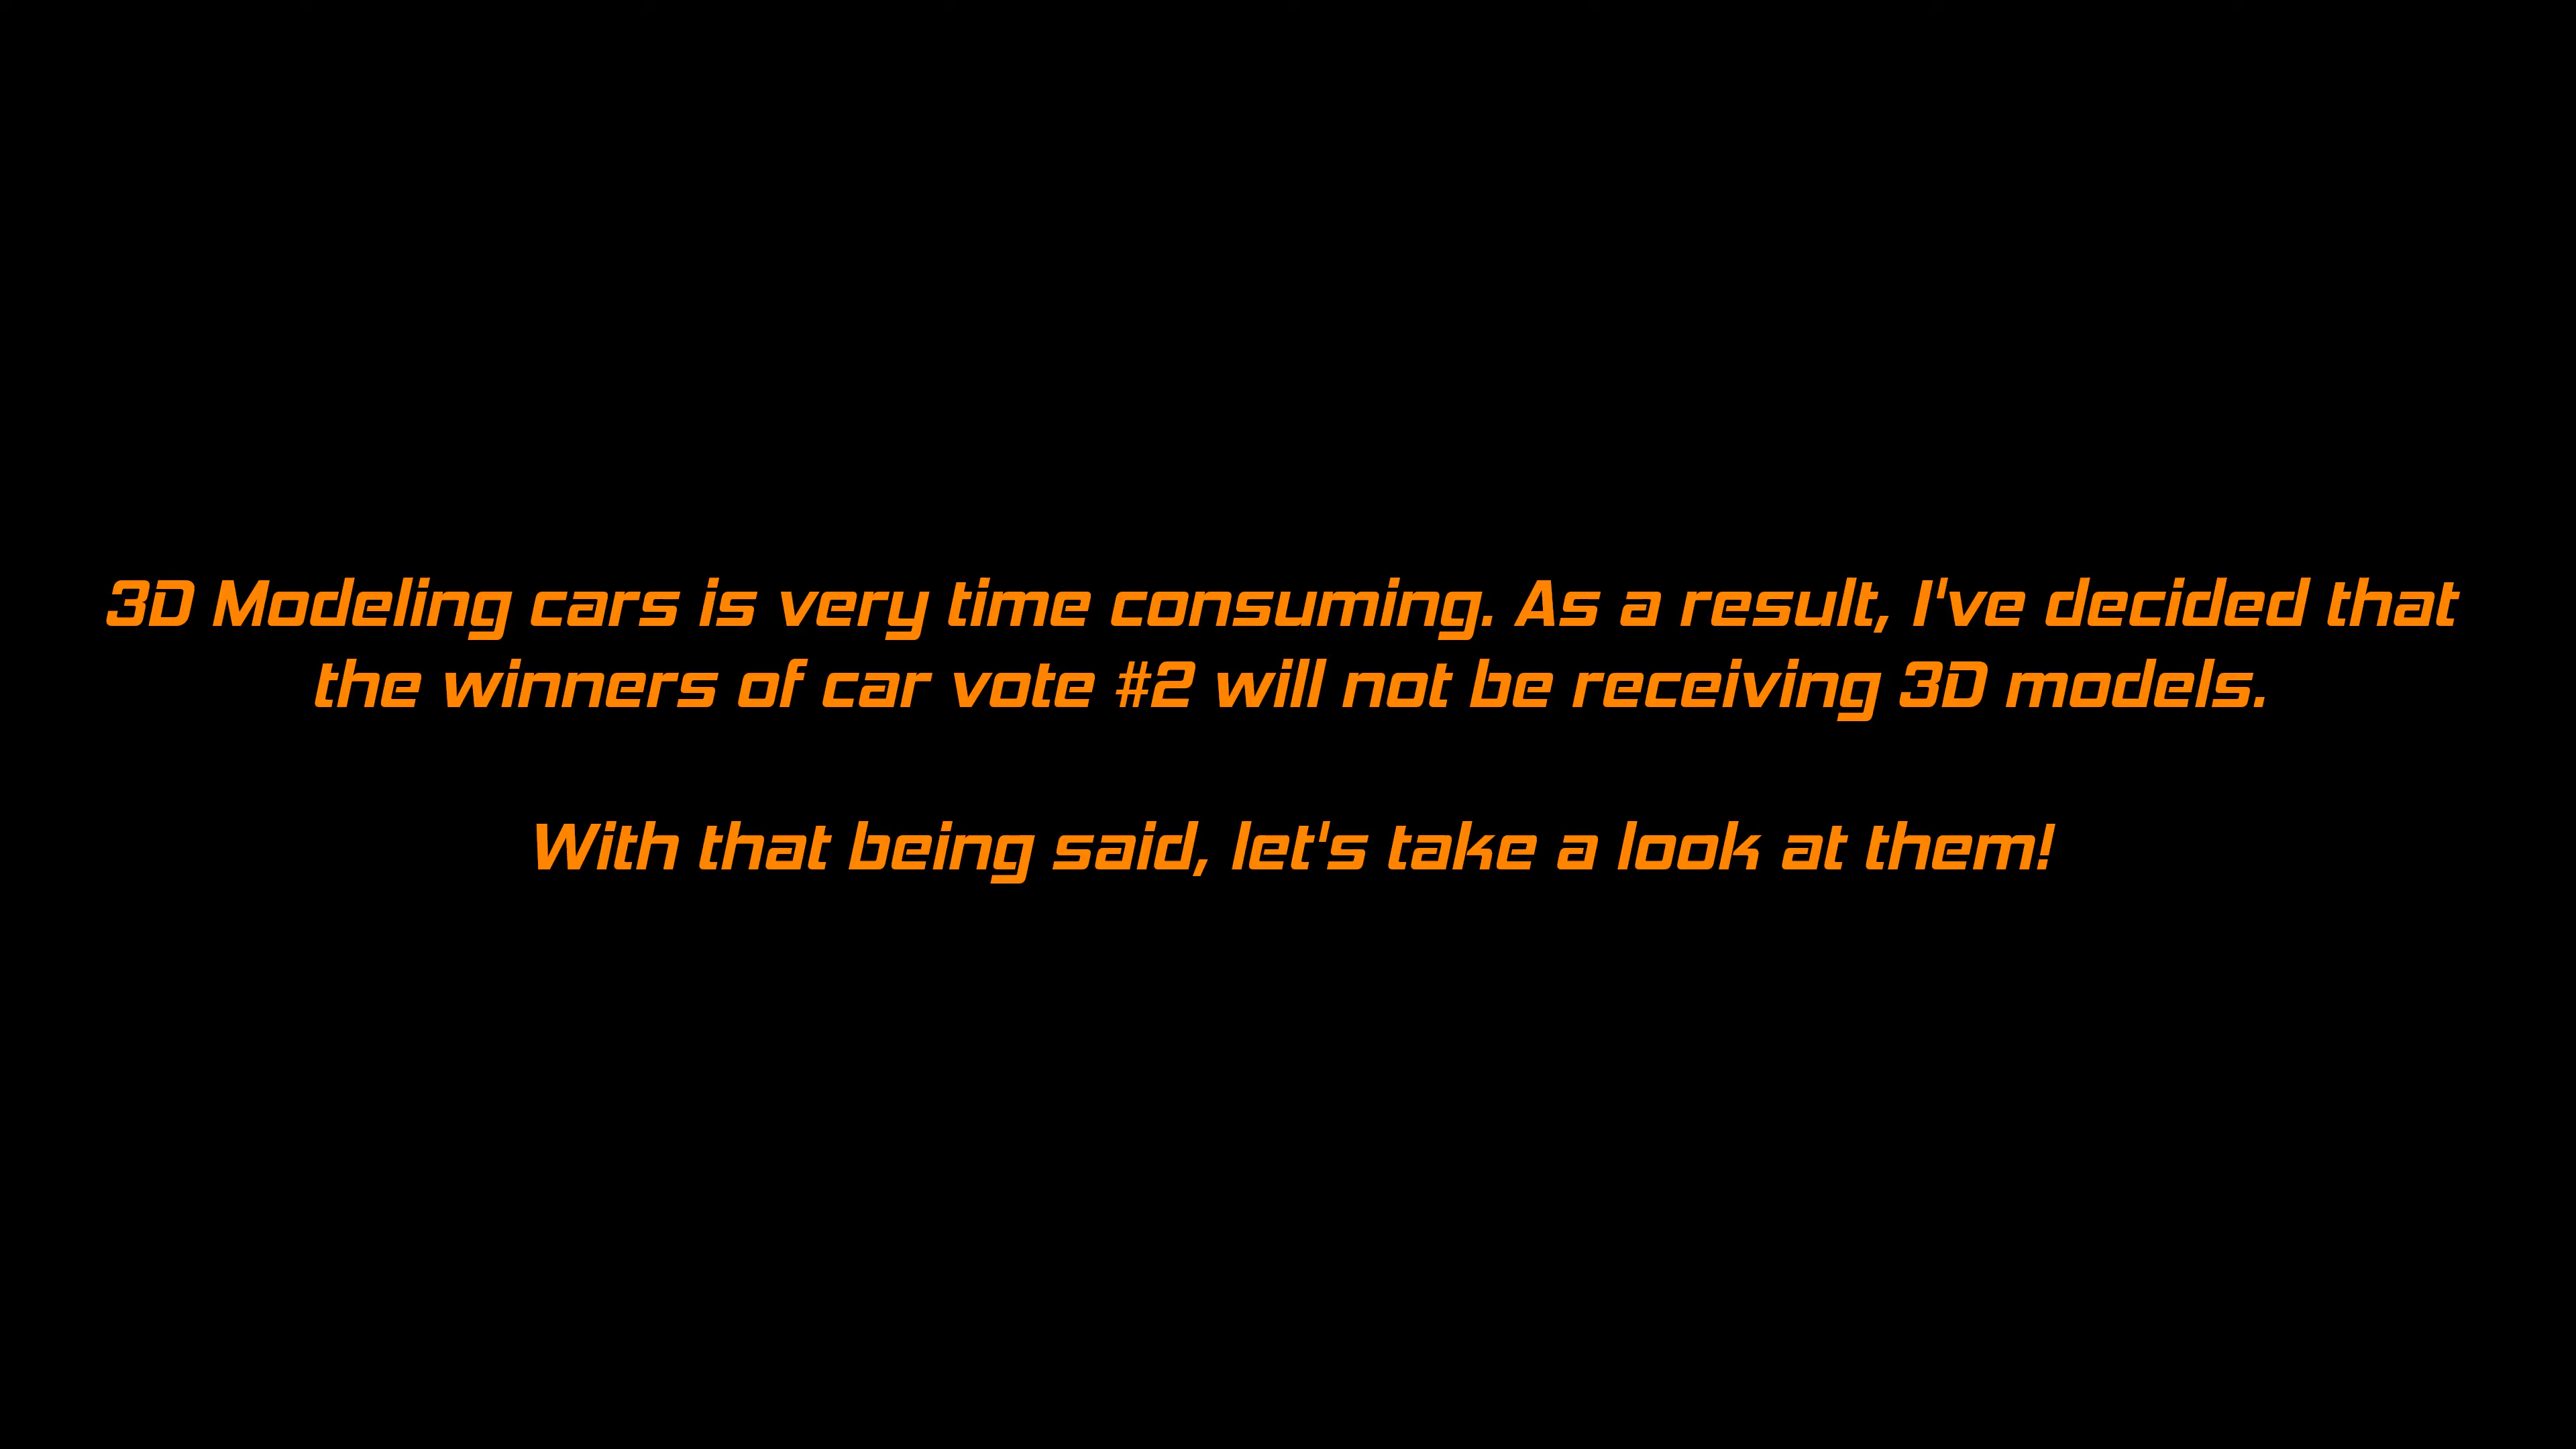 3D Modeling cars is very time consuming. As a result, I've decided that
the winners of car vote #2 will not be receiving 3D models.
With that being said, let's take a look at them!